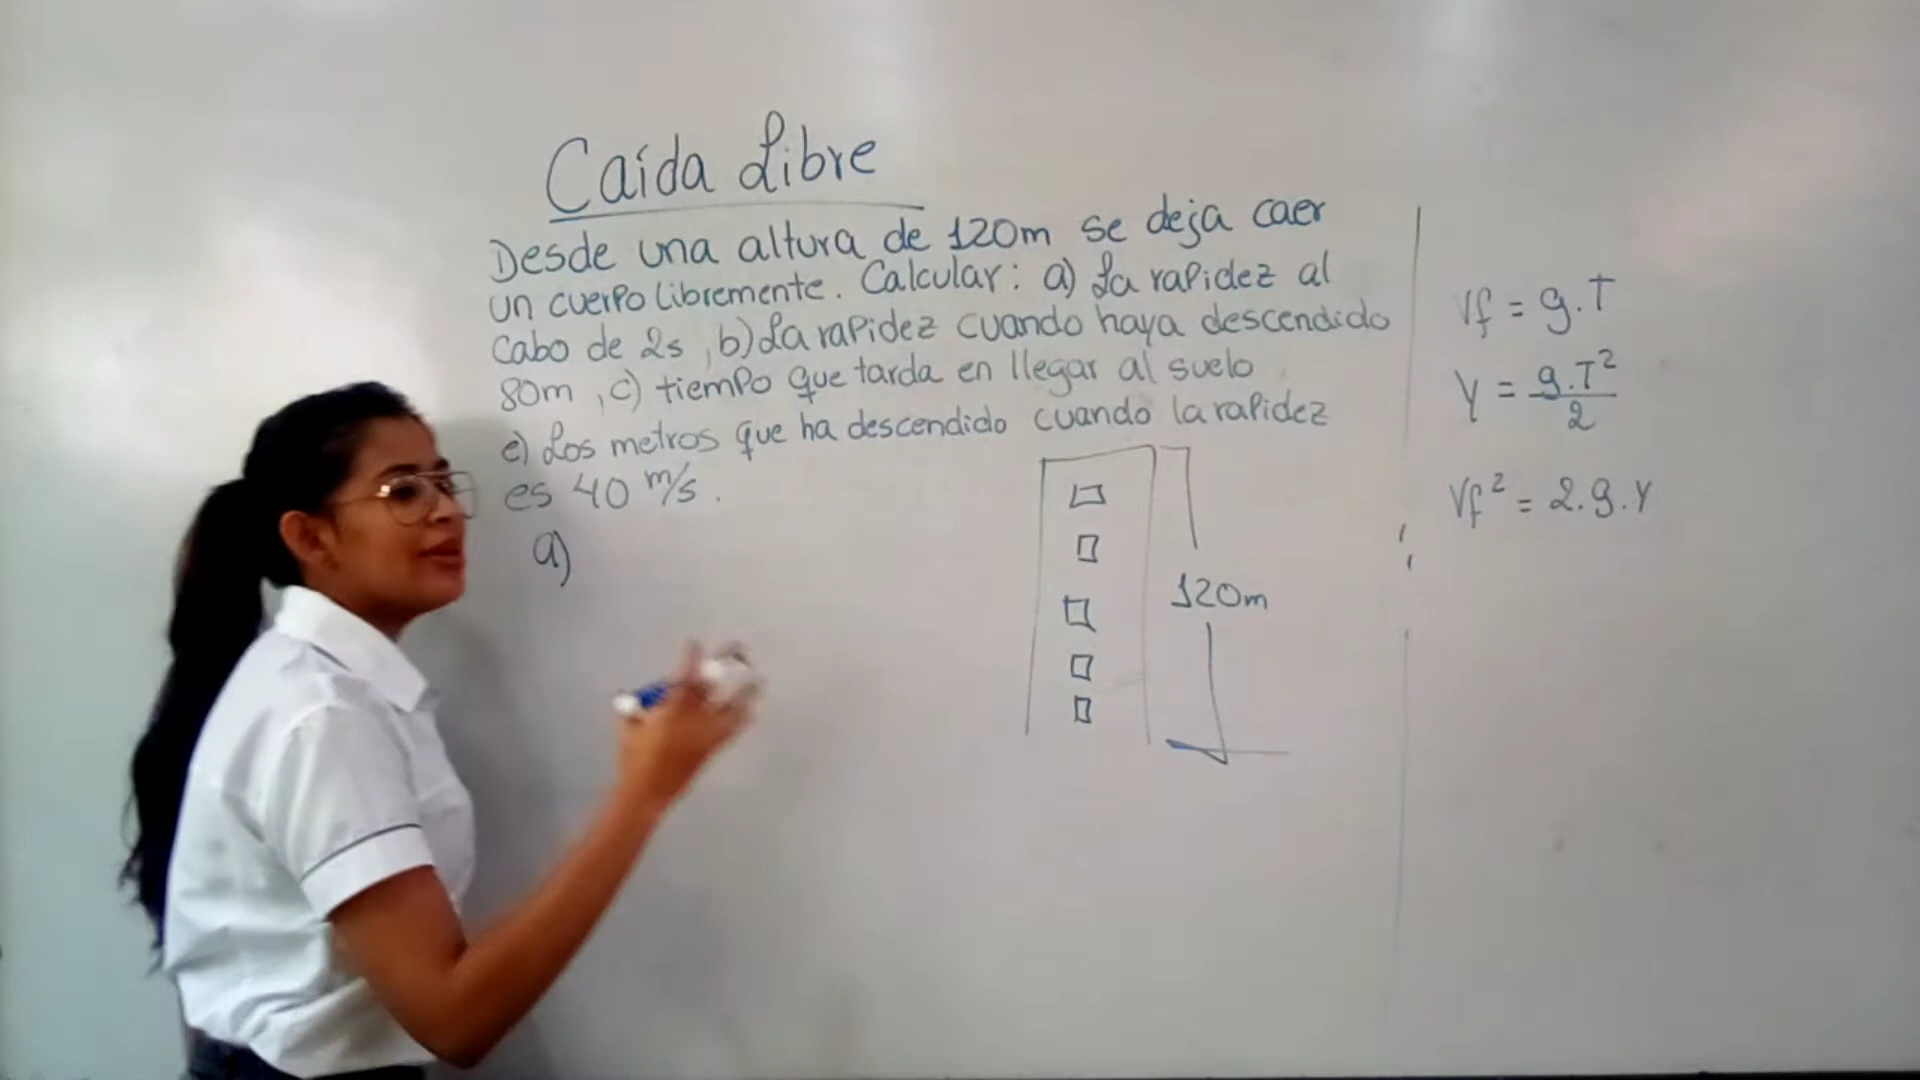 Caída Libre
Desde una altura de 120m se deja caer
un cuerpo libremente. Calcular: a) La rapidez al
Cabo de 2s, b) La rapidez cuando haya descendido
80m, c) tiempo que tarda en llegar al suelo,
e) Los metros que ha descendido cuando la rapidez
es 40 m/s.
a)
120m
Vf = g.T
Y = g.T²/2
Vf² = 2.g.Y